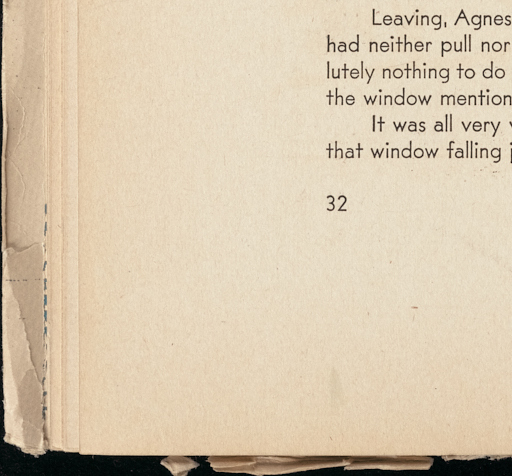 Leaving, Agnes
had neither pull nor
lutely nothing to do
the window mention
It was all very
that window falling
32